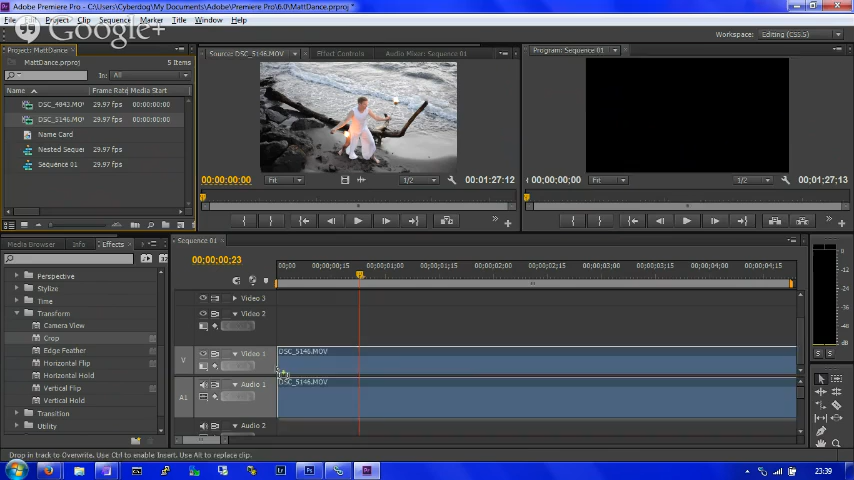 Adobe Premiere Pro - C:\Users\Cyberdog\My Documents\Adobe\Premiere Pro\6.0\MattDance.prproj *
File Edit Project Clip Sequence Marker Title Window Help
Google+
Workspace: Editing (CS5.5)
Project: MattDance
Source: DSC_5146.MOV
Effect Controls
Audio Mixer: Sequence 01
Program: Sequence 01
MattDance.prproj
5 Items
In: All
Name
Frame Rate
Media Start
DSC_4843.MOV 29.97 fps 00:00:00:00
DSC_5146.MOV 29.97 fps 00:00:00:00
Name Card
Nested Sequen 29.97 fps
Sequence 01 29.97 fps
00:00:00:00
Fit
1/2
00:01:27:12
00;00;00;00
Fit
1/2
00;01;27;13
Media Browser
Info
Effects
Sequence 01
00;00;00;23
00;00
00;00;00;15
00;00;01;00
00;00;01;15
00;00;02;00
00;00;02;15
00;00;03;00
00;00;03;15
00;00;04;00
00;00;04;15
Perspective
Stylize
Time
Transform
Camera View
Crop
Edge Feather
Horizontal Flip
Horizontal Hold
Vertical Flip
Vertical Hold
Transition
Utility
Video 3
Video 2
V
Video 1
DSC_5146.MOV
A1
Audio 1
DSC_5146.MOV
Audio 2
0
-12
-24
-36
-48
dB
S S
Drop in track to Overwrite. Use Ctrl to enable Insert. Use Alt to replace clip.
23:39